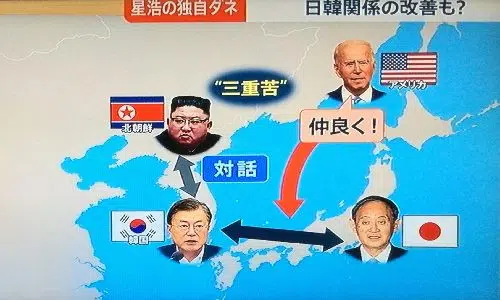 星浩の独自ダネ
日韓関係の改善も?
“三重苦”
アメリカ
北朝鮮
仲良く!
対話
韓国